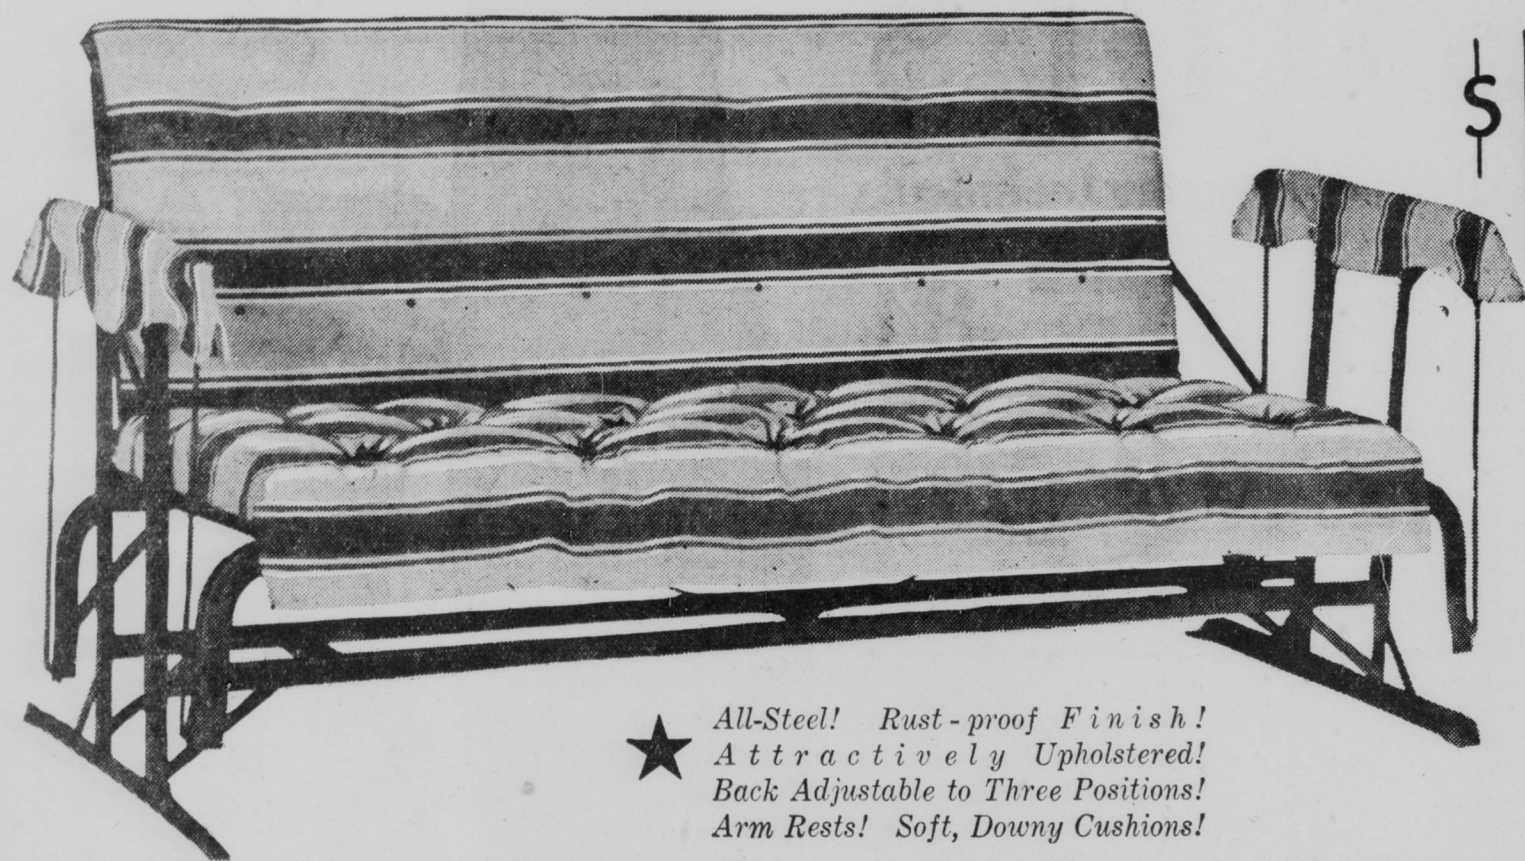 $
All-Steel! Rust-proof Finish!
Attractively Upholstered!
Back Adjustable to Three Positions!
Arm Rests! Soft, Downy Cushions!